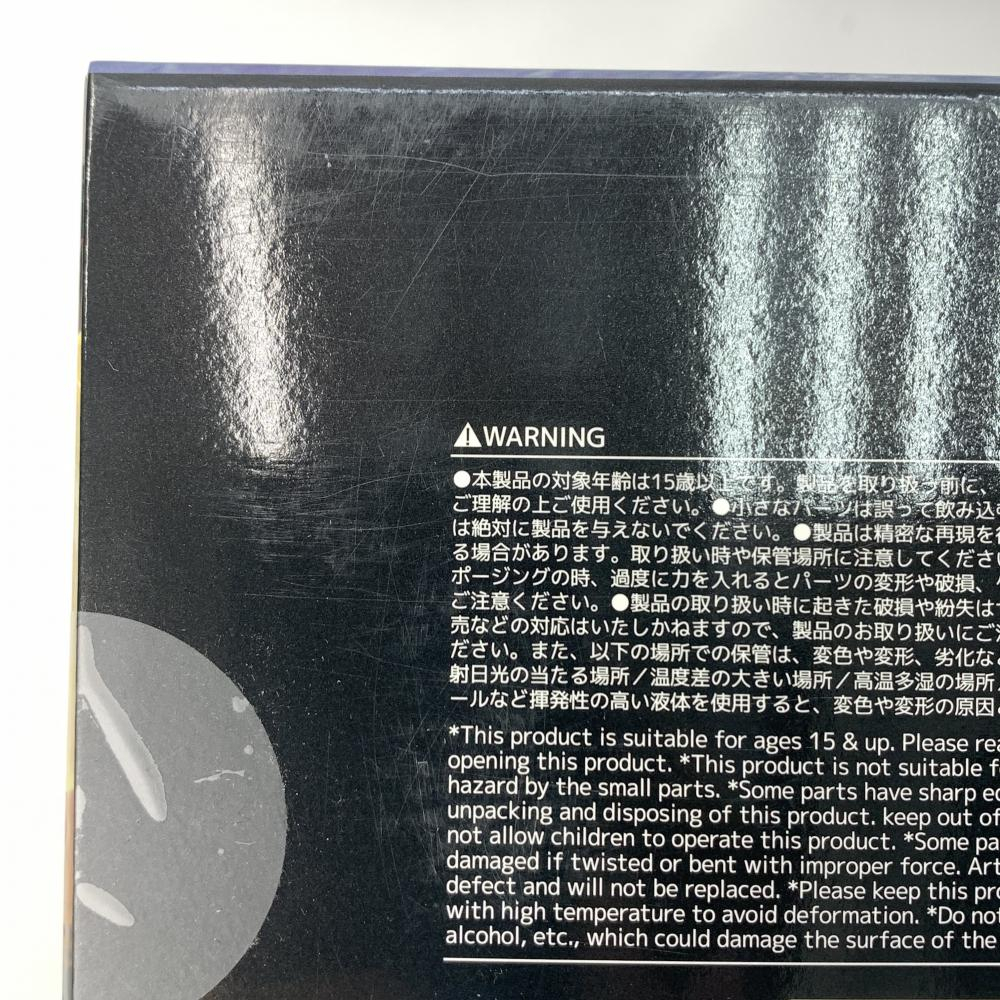 WARNING
●本製品の対象年齢は15歳以上です。製品を取り扱う前に、
ご理解の上ご使用ください。●小さなパーツは誤って飲み込
は絶対に製品を与えないでください。●製品は精密な再現を
る場合があります。取り扱い時や保管場所に注意してくださ
ポージングの時、過度に力を入れるとパーツの変形や破損、
ご注意ください。●製品の取り扱い時に起きた破損や紛失は
売などの対応はいたしかねますので、製品のお取り扱いにご
ださい。また、以下の場所での保管は、変色や変形、劣化な
射日光の当たる場所／温度差の大きい場所／高温多湿の場所
ールなど揮発性の高い液体を使用すると、変色や変形の原因
*This product is suitable for ages 15 & up. Please rea
opening this product. *This product is not suitable f
hazard by the small parts. *Some parts have sharp e
unpacking and disposing of this product. keep out of
not allow children to operate this product. *Some pa
damaged if twisted or bent with improper force. Art
defect and will not be replaced. *Please keep this pro
with high temperature to avoid deformation. *Do not
alcohol, etc., which could damage the surface of the